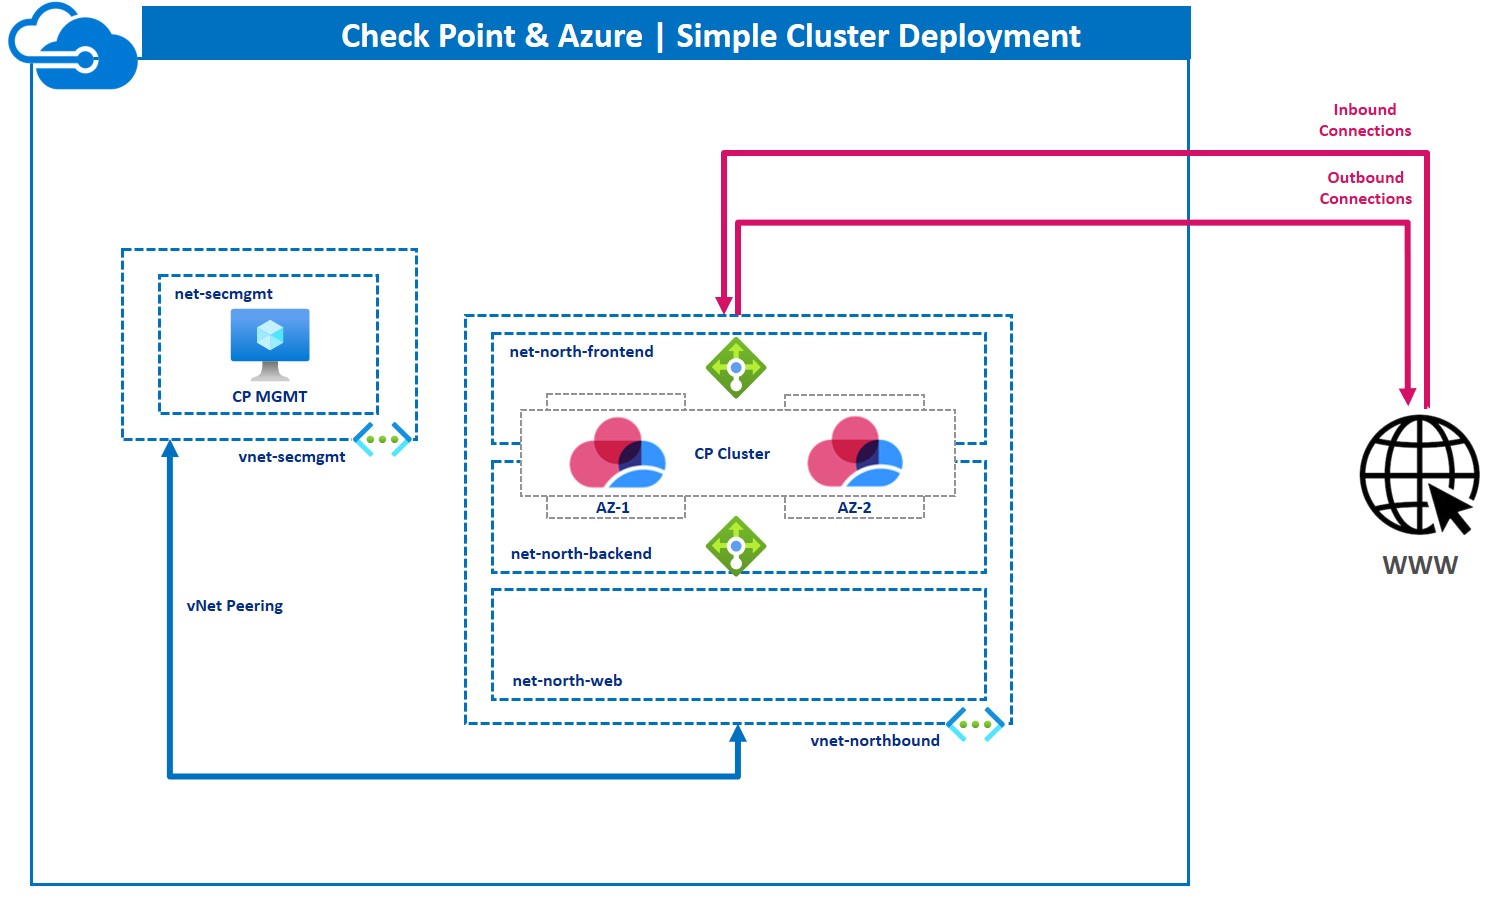 Check Point & Azure | Simple Cluster Deployment
Inbound
Connections
Outbound
Connections
net-secmgmt
CP MGMT
vnet-secmgmt
net-north-frontend
CP Cluster
AZ-1
AZ-2
net-north-backend
WWW
vNet Peering
net-north-web
vnet-northbound